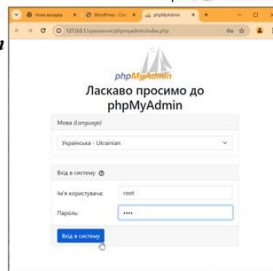 Нова вкладка
phpMyAdmin
127.0.0.1/openserver/phpmyadmin/index.php
phpMyAdmin
Ласкаво просимо до
phpMyAdmin
Мова (Language)
Українська - Ukrainian
Вхід в систему
Ім'я користувача:
root
Пароль:
••••
Вхід в систему